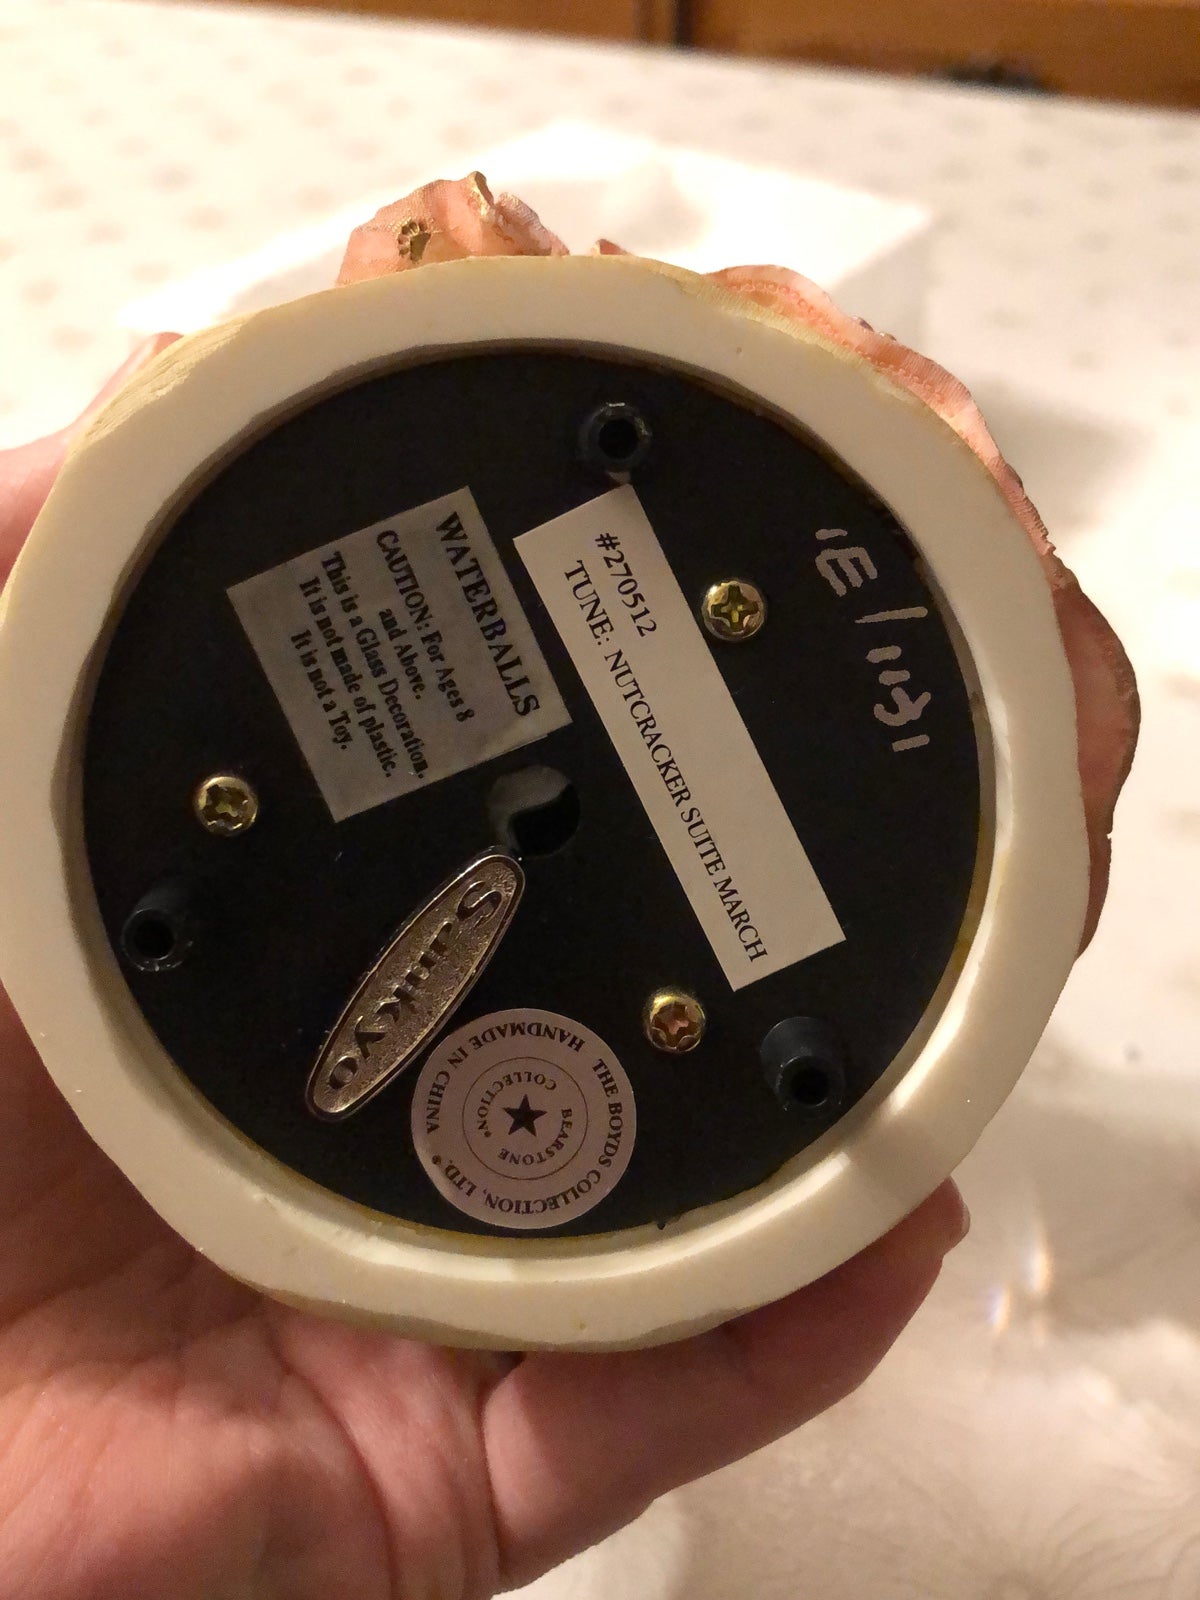 #270512
TUNE: NUTCRACKER SUITE MARCH
WATERBALLS
CAUTION: For Ages 8
and Above.
This is a Glass Decoration.
It is not made of plastic.
It is not a Toy.
Sankyo
THE BOYDS COLLECTION, LTD.® HANDMADE IN CHINA
BEARSTONE COLLECTION®